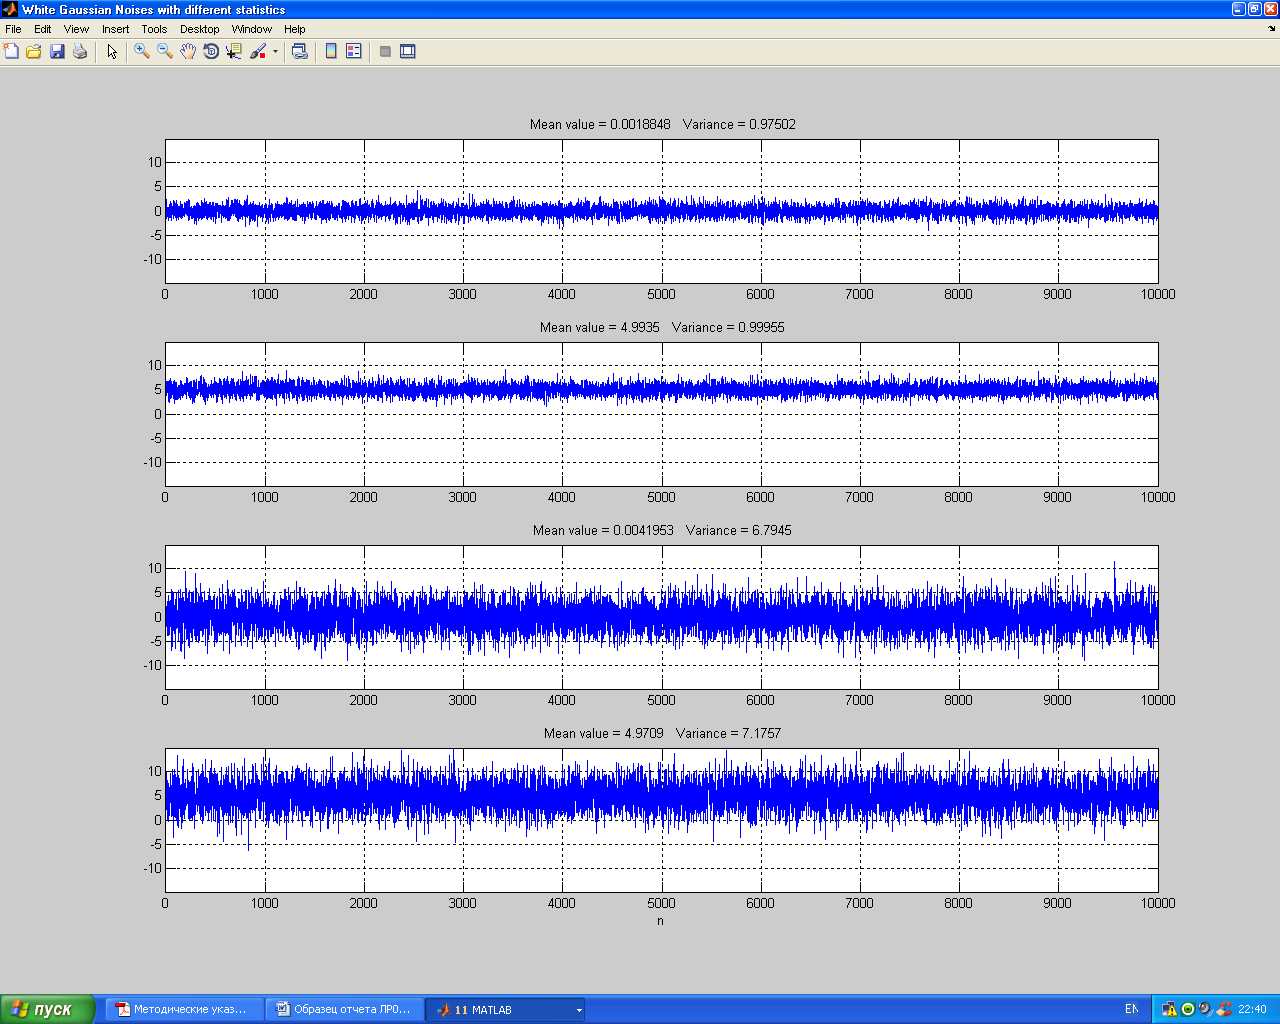 White Gaussian Noises with different statistics
File Edit View Insert Tools Desktop Window Help
Mean value = 0.0018848 Variance = 0.97502
10
5
0
-5
-10
0 1000 2000 3000 4000 5000 6000 7000 8000 9000 10000
Mean value = 4.9935 Variance = 0.99955
10
5
0
-5
-10
0 1000 2000 3000 4000 5000 6000 7000 8000 9000 10000
Mean value = 0.0041953 Variance = 6.7945
10
5
0
-5
-10
0 1000 2000 3000 4000 5000 6000 7000 8000 9000 10000
Mean value = 4.9709 Variance = 7.1757
10
5
0
-5
-10
0 1000 2000 3000 4000 5000 6000 7000 8000 9000 10000
n
пуск Методические указ... Образец отчета ЛР0... 11 MATLAB EN 22:40